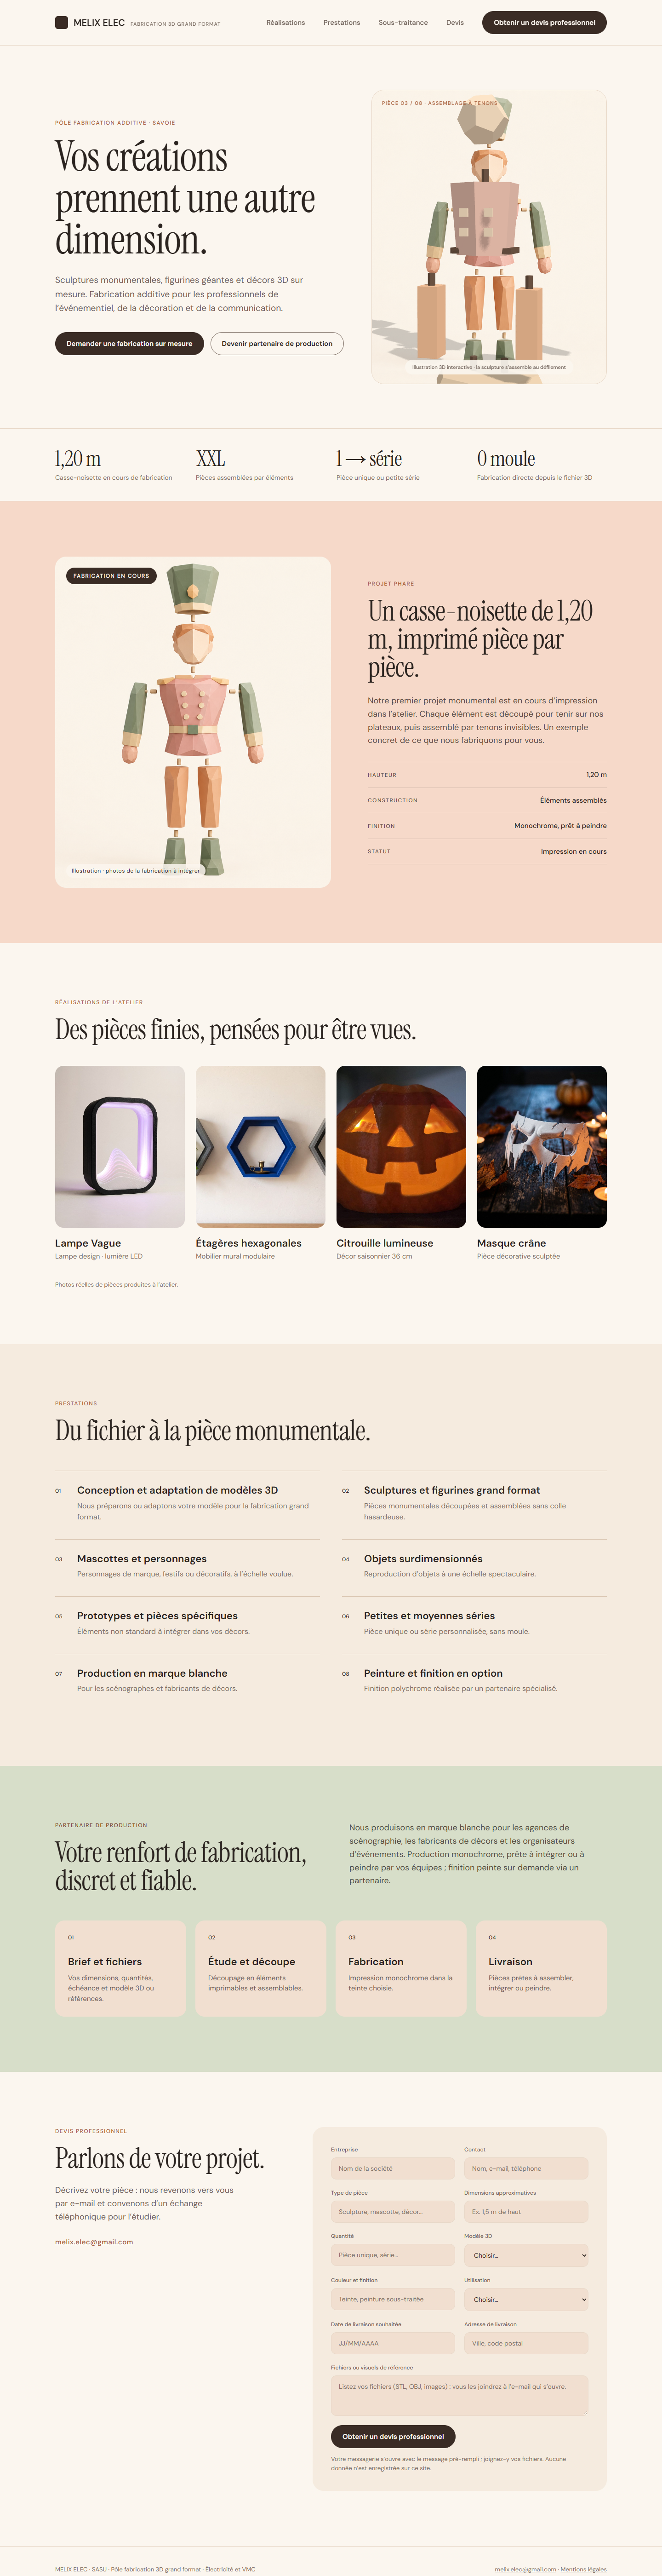 MELIX ELEC FABRICATION 3D GRAND FORMAT
Réalisations
Prestations
Sous-traitance
Devis
Obtenir un devis professionnel
PÔLE FABRICATION ADDITIVE · SAVOIE
Vos créations
prennent une autre
dimension.
Sculptures monumentales, figurines géantes et décors 3D sur
mesure. Fabrication additive pour les professionnels de
l'événementiel, de la décoration et de la communication.
Demander une fabrication sur mesure
Devenir partenaire de production
PIÈCE 03 / 08 · ASSEMBLAGE À TENONS
Illustration 3D interactive · la sculpture s'assemble au défilement
1,20 m
Casse-noisette en cours de fabrication
XXL
Pièces assemblées par éléments
1 → série
Pièce unique ou petite série
0 moule
Fabrication directe depuis le fichier 3D
FABRICATION EN COURS
Illustration · photos de la fabrication à intégrer
PROJET PHARE
Un casse-noisette de 1,20
m, imprimé pièce par
pièce.
Notre premier projet monumental est en cours d'impression
dans l'atelier. Chaque élément est découpé pour tenir sur nos
plateaux, puis assemblé par tenons invisibles. Un exemple
concret de ce que nous fabriquons pour vous.
HAUTEUR
1,20 m
CONSTRUCTION
Éléments assemblés
FINITION
Monochrome, prêt à peindre
STATUT
Impression en cours
RÉALISATIONS DE L'ATELIER
Des pièces finies, pensées pour être vues.
Lampe Vague
Lampe design · lumière LED
Étagères hexagonales
Mobilier mural modulaire
Citrouille lumineuse
Décor saisonnier 36 cm
Masque crâne
Pièce décorative sculptée
Photos réelles de pièces produites à l'atelier.
PRESTATIONS
Du fichier à la pièce monumentale.
01
Conception et adaptation de modèles 3D
Nous préparons ou adaptons votre modèle pour la fabrication grand
format.
02
Sculptures et figurines grand format
Pièces monumentales découpées et assemblées sans colle
hasardeuse.
03
Mascottes et personnages
Personnages de marque, festifs ou décoratifs, à l'échelle voulue.
04
Objets surdimensionnés
Reproduction d'objets à une échelle spectaculaire.
05
Prototypes et pièces spécifiques
Éléments non standard à intégrer dans vos décors.
06
Petites et moyennes séries
Pièce unique ou série personnalisée, sans moule.
07
Production en marque blanche
Pour les scénographes et fabricants de décors.
08
Peinture et finition en option
Finition polychrome réalisée par un partenaire spécialisé.
PARTENAIRE DE PRODUCTION
Votre renfort de fabrication,
discret et fiable.
Nous produisons en marque blanche pour les agences de
scénographie, les fabricants de décors et les organisateurs
d'événements. Production monochrome, prête à intégrer ou à
peindre par vos équipes ; finition peinte sur demande via un
partenaire.
01
Brief et fichiers
Vos dimensions, quantités,
échéance et modèle 3D ou
références.
02
Étude et découpe
Découpage en éléments
imprimables et assemblables.
03
Fabrication
Impression monochrome dans la
teinte choisie.
04
Livraison
Pièces prêtes à assembler,
intégrer ou peindre.
DEVIS PROFESSIONNEL
Parlons de votre projet.
Décrivez votre pièce : nous revenons vers vous
par e-mail et convenons d'un échange
téléphonique pour l'étudier.
melix.elec@gmail.com
Entreprise
Nom de la société
Contact
Nom, e-mail, téléphone
Type de pièce
Sculpture, mascotte, décor...
Dimensions approximatives
Ex. 1,5 m de haut
Quantité
Pièce unique, série...
Modèle 3D
Choisir...
Couleur et finition
Teinte, peinture sous-traitée
Utilisation
Choisir...
Date de livraison souhaitée
JJ/MM/AAAA
Adresse de livraison
Ville, code postal
Fichiers ou visuels de référence
Listez vos fichiers (STL, OBJ, images) : vous les joindrez à l'e-mail qui s'ouvre.
Obtenir un devis professionnel
Votre messagerie s'ouvre avec le message pré-rempli ; joignez-y vos fichiers. Aucune
donnée n'est enregistrée sur ce site.
MELIX ELEC · SASU · Pôle fabrication 3D grand format · Électricité et VMC
melix.elec@gmail.com · Mentions légales